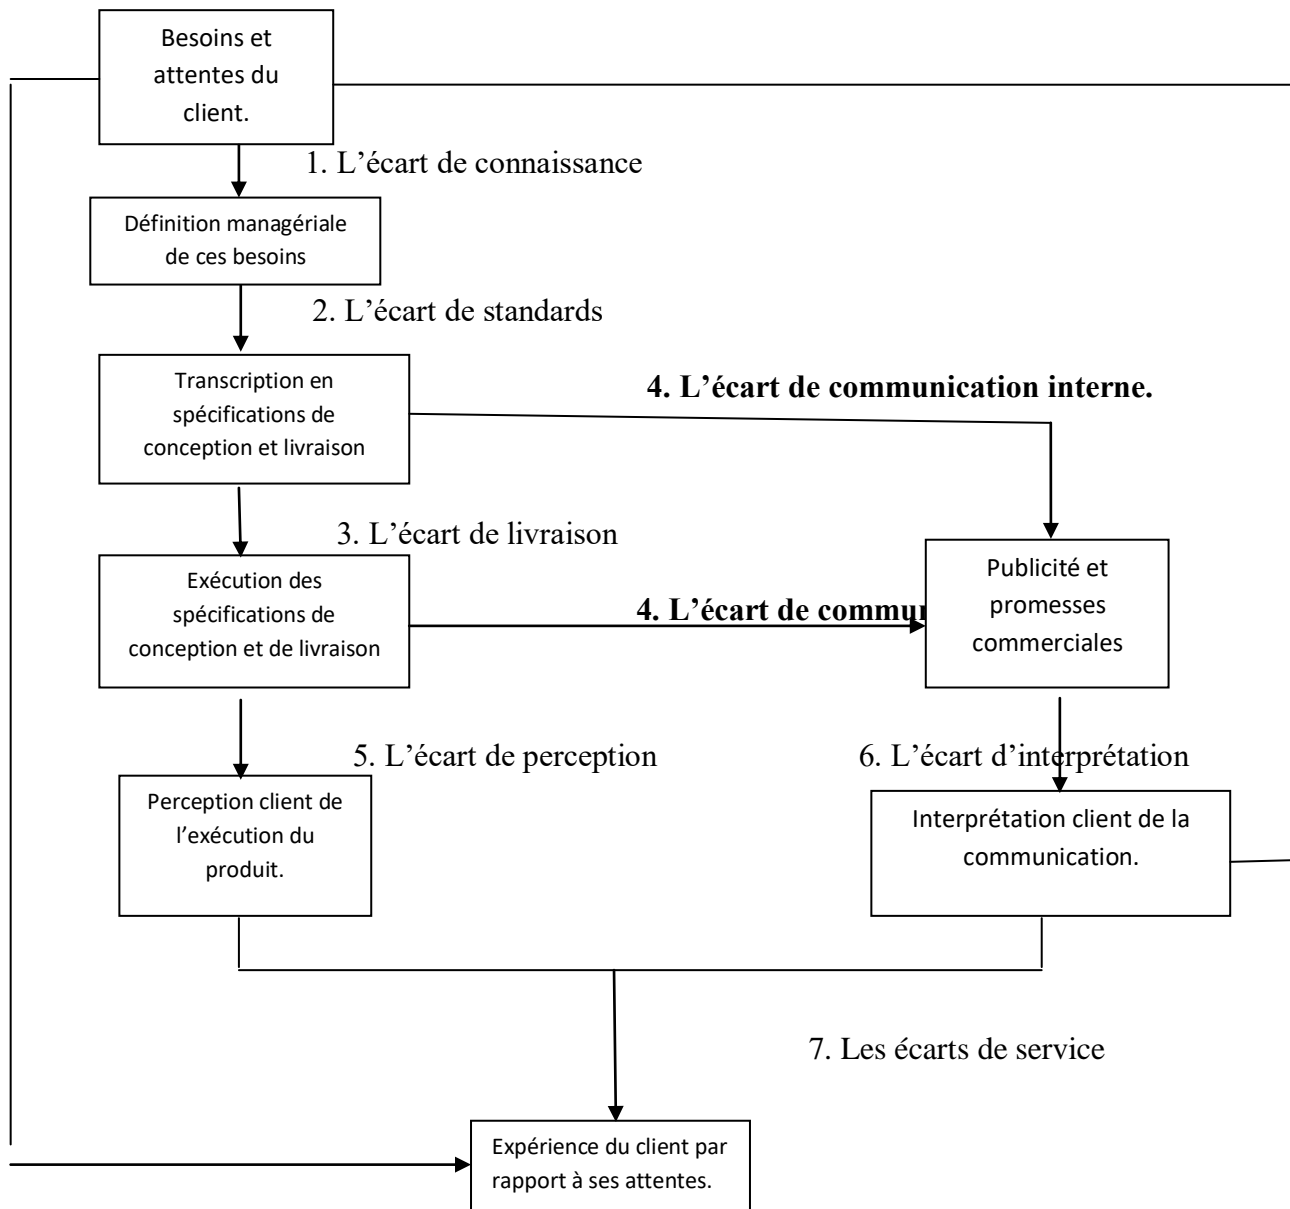 Besoins et
attentes du
client.
1. L’écart de connaissance
Définition managériale
de ces besoins
2. L’écart de standards
Transcription en
spécifications de
conception et livraison
4. L’écart de communication interne.
3. L’écart de livraison
Exécution des
spécifications de
conception et de livraison
4. L’écart de
Publicité et
promesses
commerciales
5. L’écart de perception
6. L’écart d’interprétation
Perception client de
l’exécution du
produit.
Interprétation client de la
communication.
7. Les écarts de service
Expérience du client par
rapport à ses attentes.